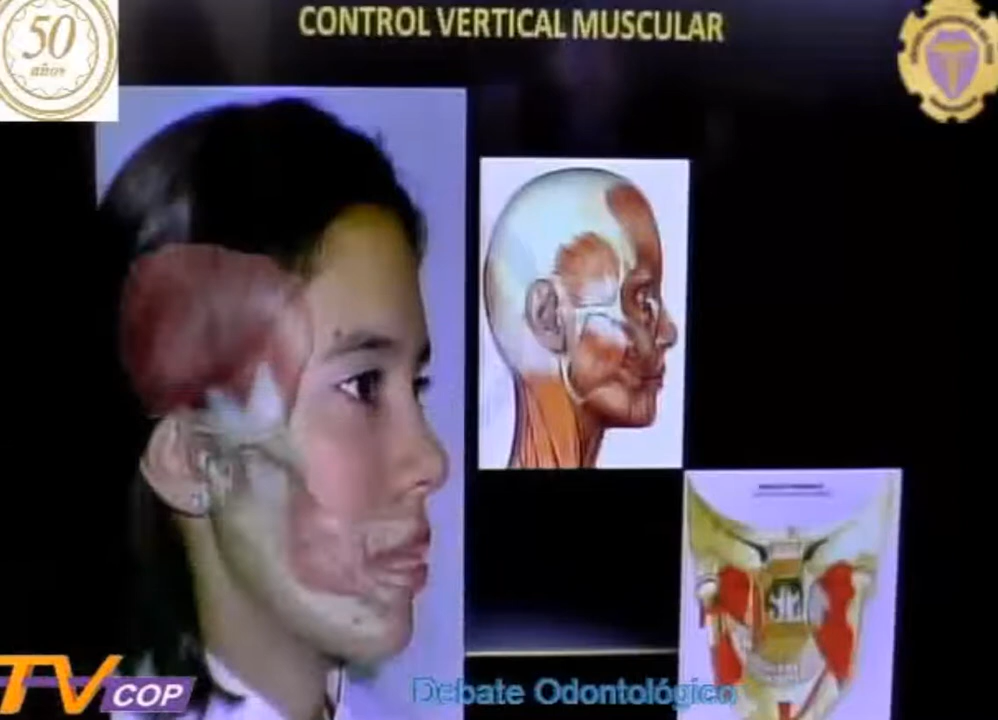 CONTROL VERTICAL MUSCULAR
50
años
TV COP
Debate Odontológico